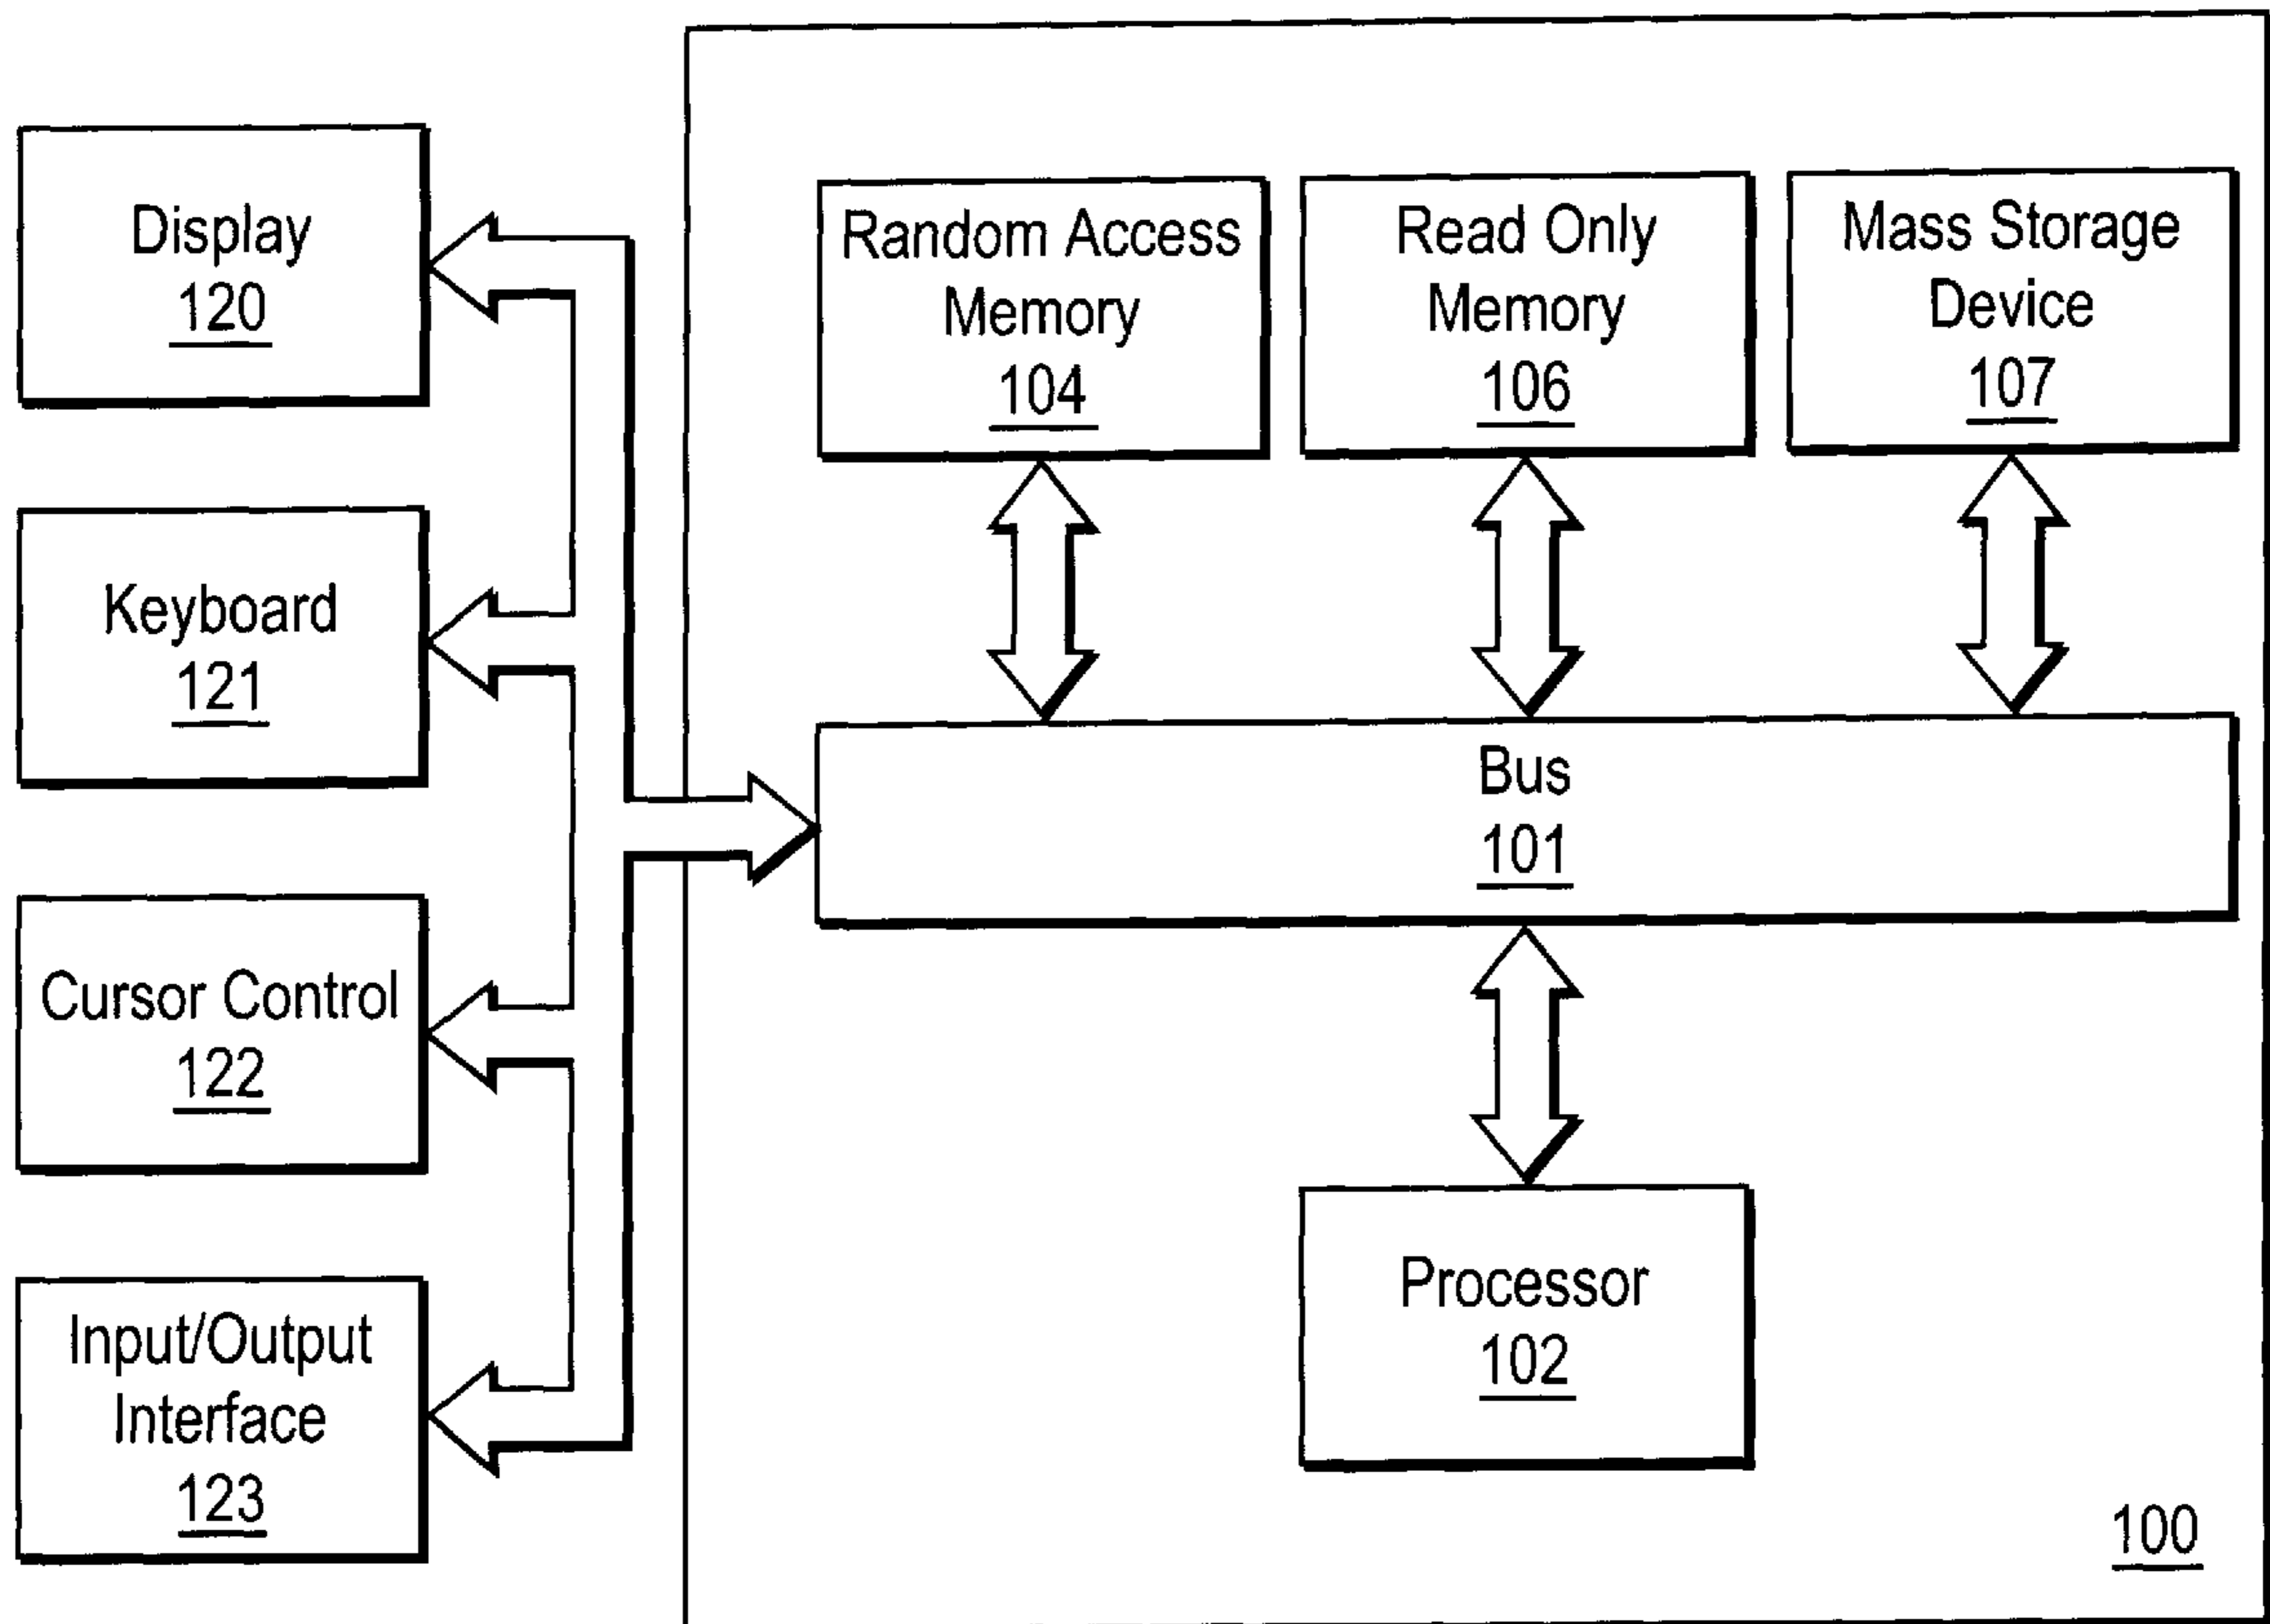 Display
120
Keyboard
121
Cursor Control
122
Input/Output
Interface
123
Random Access
Memory
104
Read Only
Memory
106
Mass Storage
Device
107
Bus
101
Processor
102
100